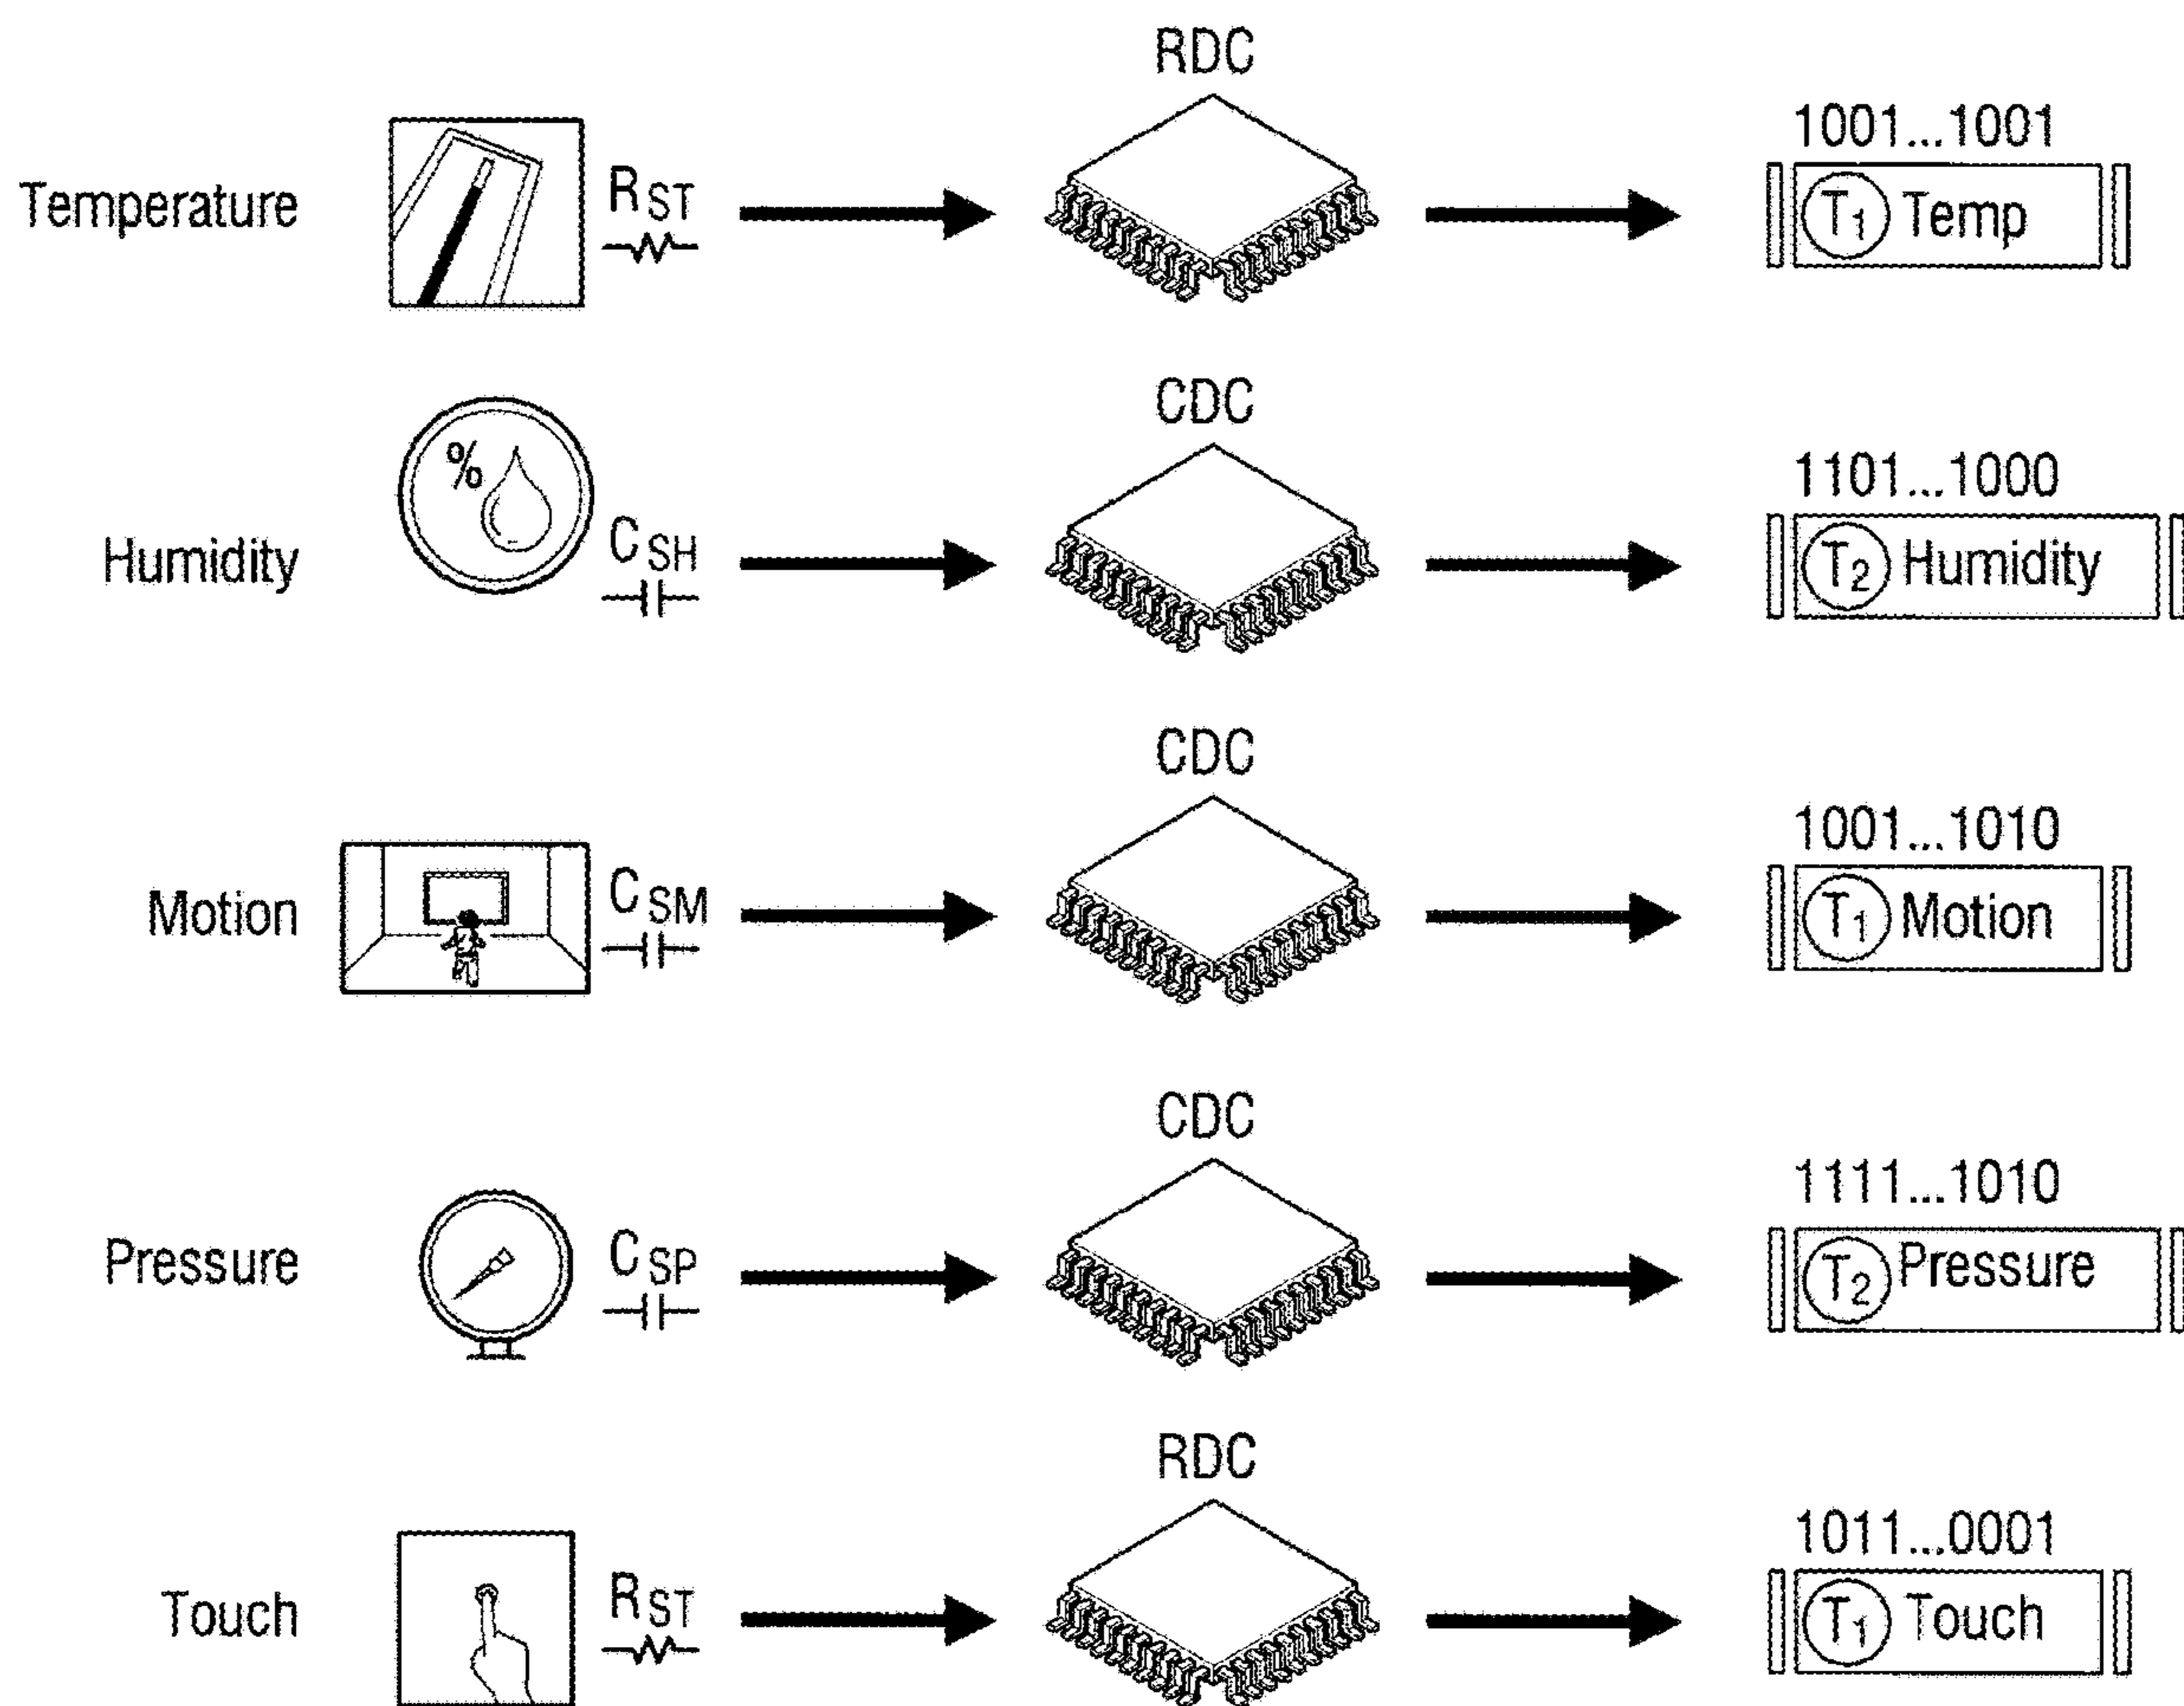 RDC
1001...1001
Temperature RST T1 Temp
CDC
1101...1000
% 
Humidity CSH T2 Humidity
CDC
1001...1010
Motion CSM T1 Motion
CDC
1111...1010
Pressure CSP T2 Pressure
RDC
1011...0001
Touch RST T1 Touch